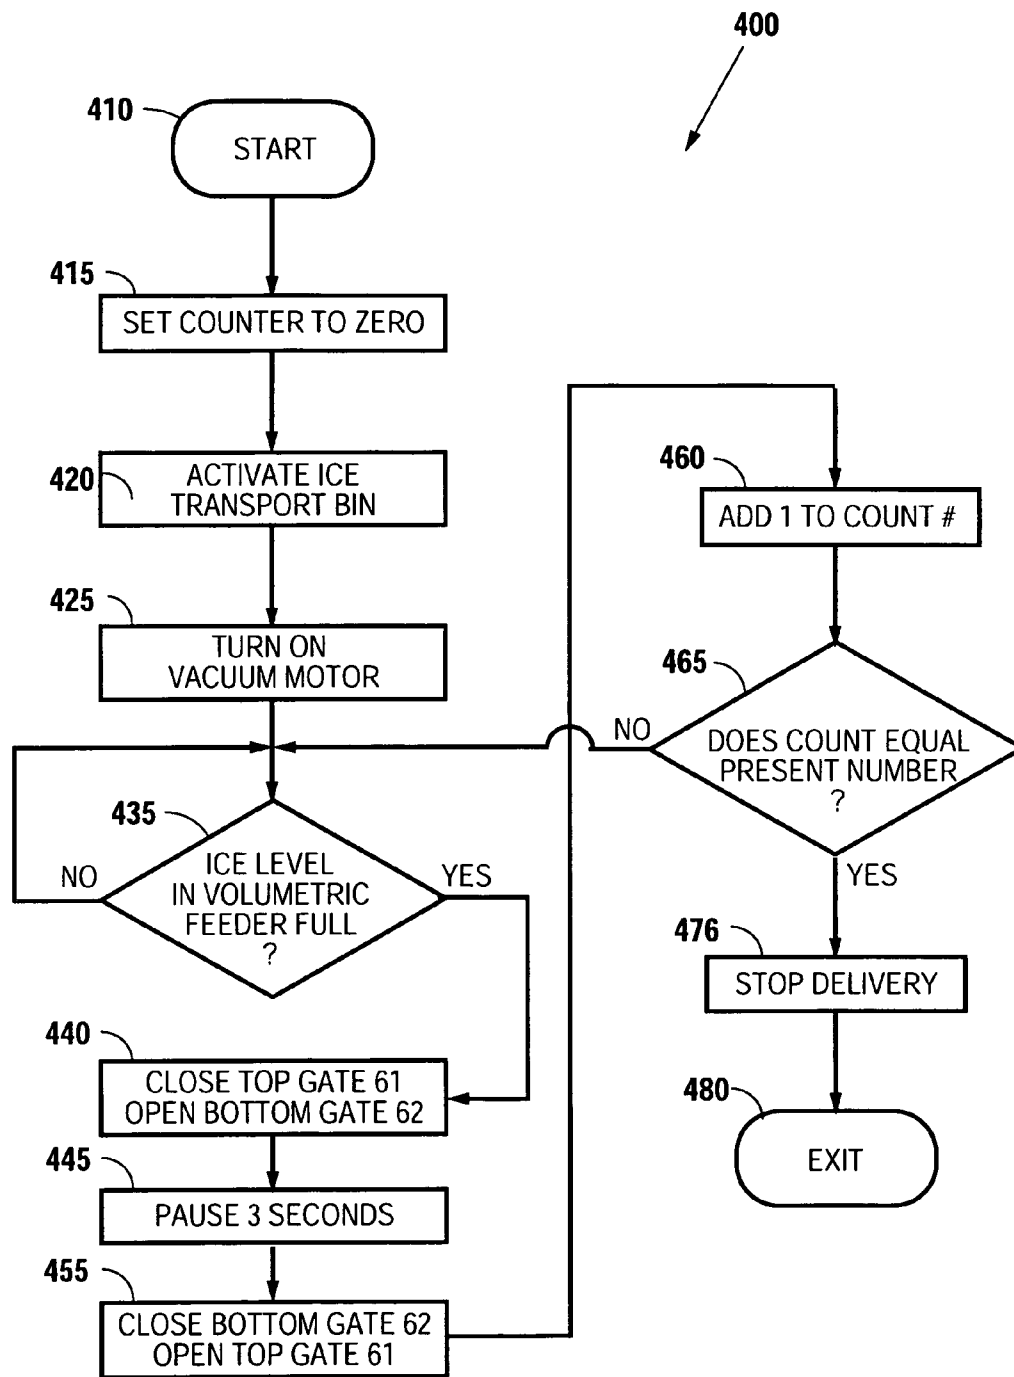 400
410
START
415
SET COUNTER TO ZERO
420
ACTIVATE ICE
TRANSPORT BIN
425
TURN ON
VACUUM MOTOR
435
ICE LEVEL
IN VOLUMETRIC
FEEDER FULL
?
NO
YES
440
CLOSE TOP GATE 61
OPEN BOTTOM GATE 62
445
PAUSE 3 SECONDS
455
CLOSE BOTTOM GATE 62
OPEN TOP GATE 61
460
ADD 1 TO COUNT #
465
DOES COUNT EQUAL
PRESENT NUMBER
?
NO
YES
476
STOP DELIVERY
480
EXIT